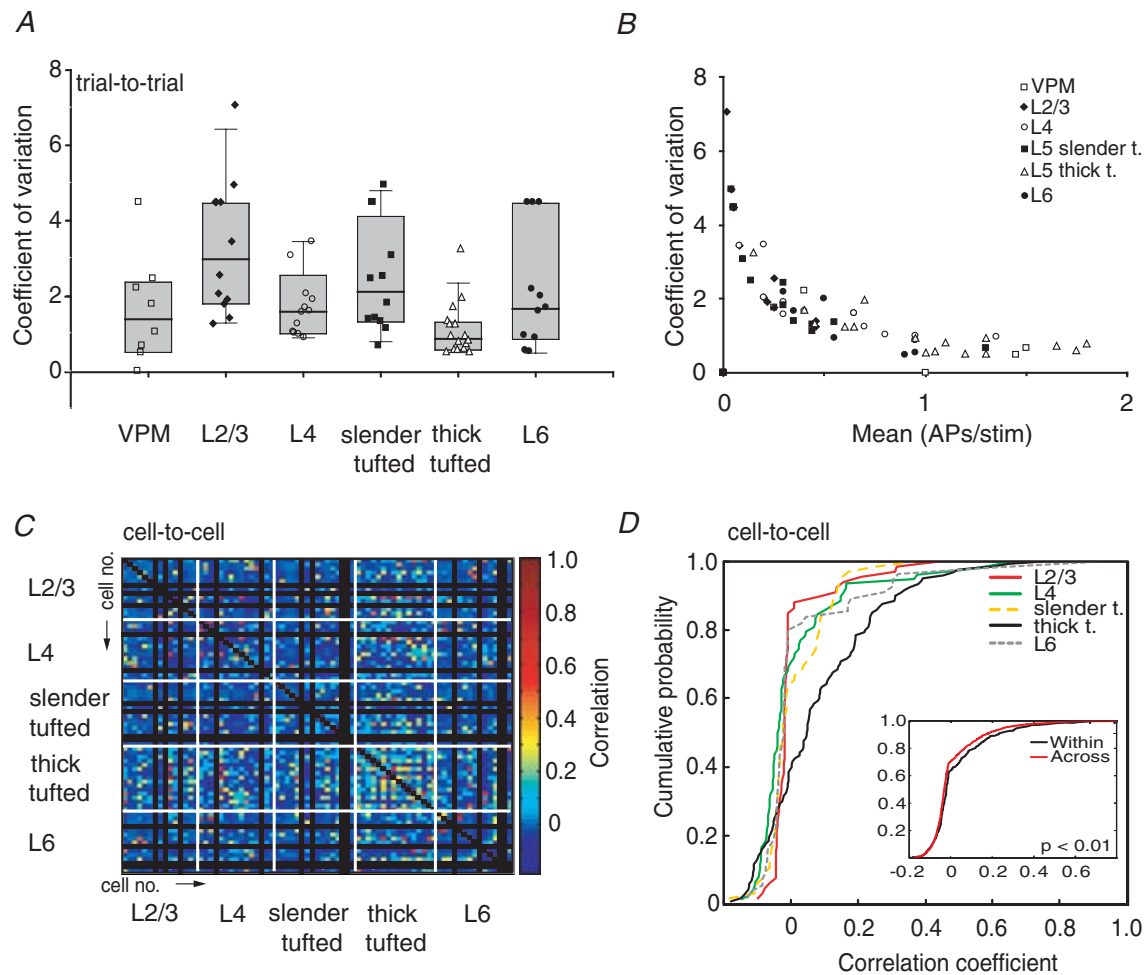 A
trial-to-trial
Coefficient of variation
8
6
4
2
0
VPM
L2/3
L4
slender
tufted
thick
tufted
L6
B
Coefficient of variation
8
6
4
2
0
0
1
2
Mean (APs/stim)
VPM
L2/3
L4
L5 slender t.
L5 thick t.
L6
C
cell-to-cell
cell no.
L2/3
L4
slender
tufted
thick
tufted
L6
cell no.
L2/3
L4
slender
tufted
thick
tufted
L6
1.0
0.8
0.6
0.4
0.2
0
Correlation
D
cell-to-cell
Cumulative probability
1.0
0.8
0.6
0.4
0.2
0
0
0.2
0.4
0.6
0.8
1.0
Correlation coefficient
L2/3
L4
slender t.
thick t.
L6
1.0
0.8
0.6
0.4
0.2
Within
Across
p < 0.01
-0.2
0
0.2
0.4
0.6